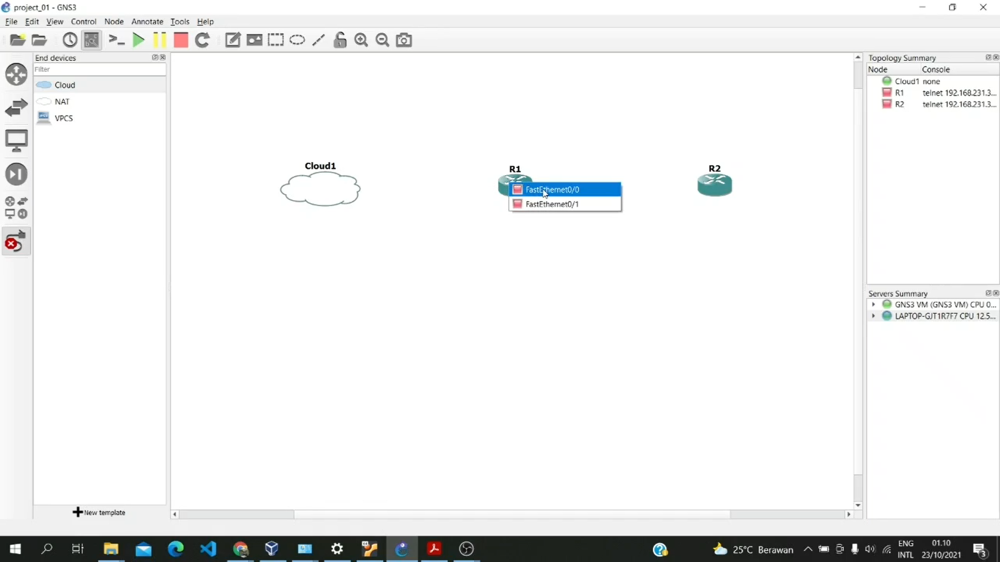 project_01 - GNS3
File Edit View Control Node Annotate Tools Help
End devices
Filter
Cloud
NAT
VPCS
New template
Cloud1
R1
FastEthernet0/0
FastEthernet0/1
R2
Topology Summary
Node Console
Cloud1 none
R1 telnet 192.168.231.3...
R2 telnet 192.168.231.3...
Servers Summary
GNS3 VM (GNS3 VM) CPU 0...
LAPTOP-GJT1R7F7 CPU 12.5...
25°C Berawan
ENG
INTL
01.10
23/10/2021
3